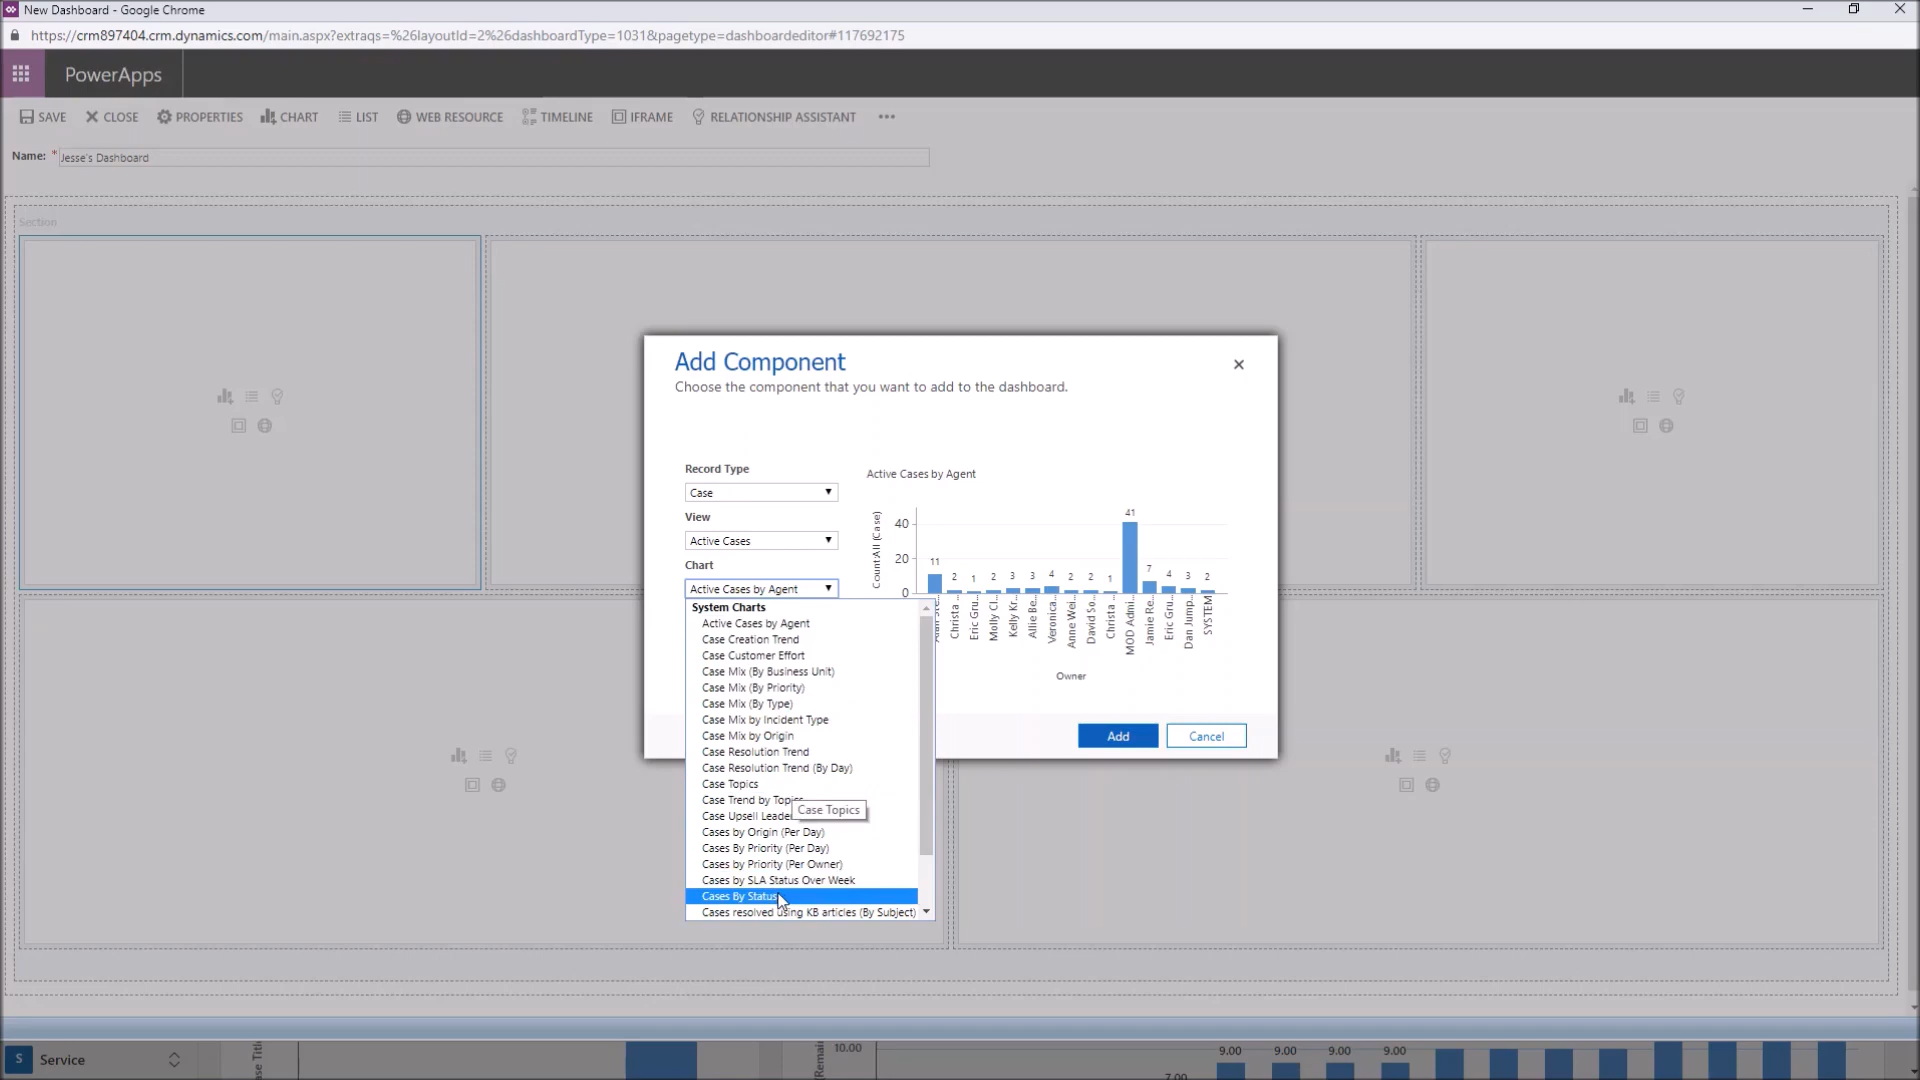 New Dashboard - Google Chrome
https://crm897404.crm.dynamics.com/main.aspx?extraqs=%26layoutId=2%26dashboardType=1031&pagetype=dashboardeditor#117692175
PowerApps
SAVE CLOSE PROPERTIES CHART LIST WEB RESOURCE TIMELINE IFRAME RELATIONSHIP ASSISTANT •••
Name: * Jesse's Dashboard
Section
Add Component
Choose the component that you want to add to the dashboard.
Record Type
Case
View
Active Cases
Chart
Active Cases by Agent
System Charts
Active Cases by Agent
Case Creation Trend
Case Customer Effort
Case Mix (By Business Unit)
Case Mix (By Priority)
Case Mix (By Type)
Case Mix by Incident Type
Case Mix by Origin
Case Resolution Trend
Case Resolution Trend (By Day)
Case Topics
Case Trend by Topics
Case Topics
Case Upsell Leade
Cases by Origin (Per Day)
Cases By Priority (Per Day)
Cases by Priority (Per Owner)
Cases by SLA Status Over Week
Cases By Status
Cases resolved using KB articles (By Subject)
Active Cases by Agent
Count:All (Case)
40
20
0
11 2 1 2 3 3 4 2 2 1 41 7 4 3 2
Christa ...
Eric Gru...
Molly Cl...
Kelly Kr...
Allie Be...
Veronica...
Anne Wei...
David So...
Christa ...
MOD Admi...
Jamie Re...
Eric Gru...
Dan Jump...
SYSTEM
Owner
Add Cancel
S Service
10.00
7.00
9.00 9.00 9.00 9.00